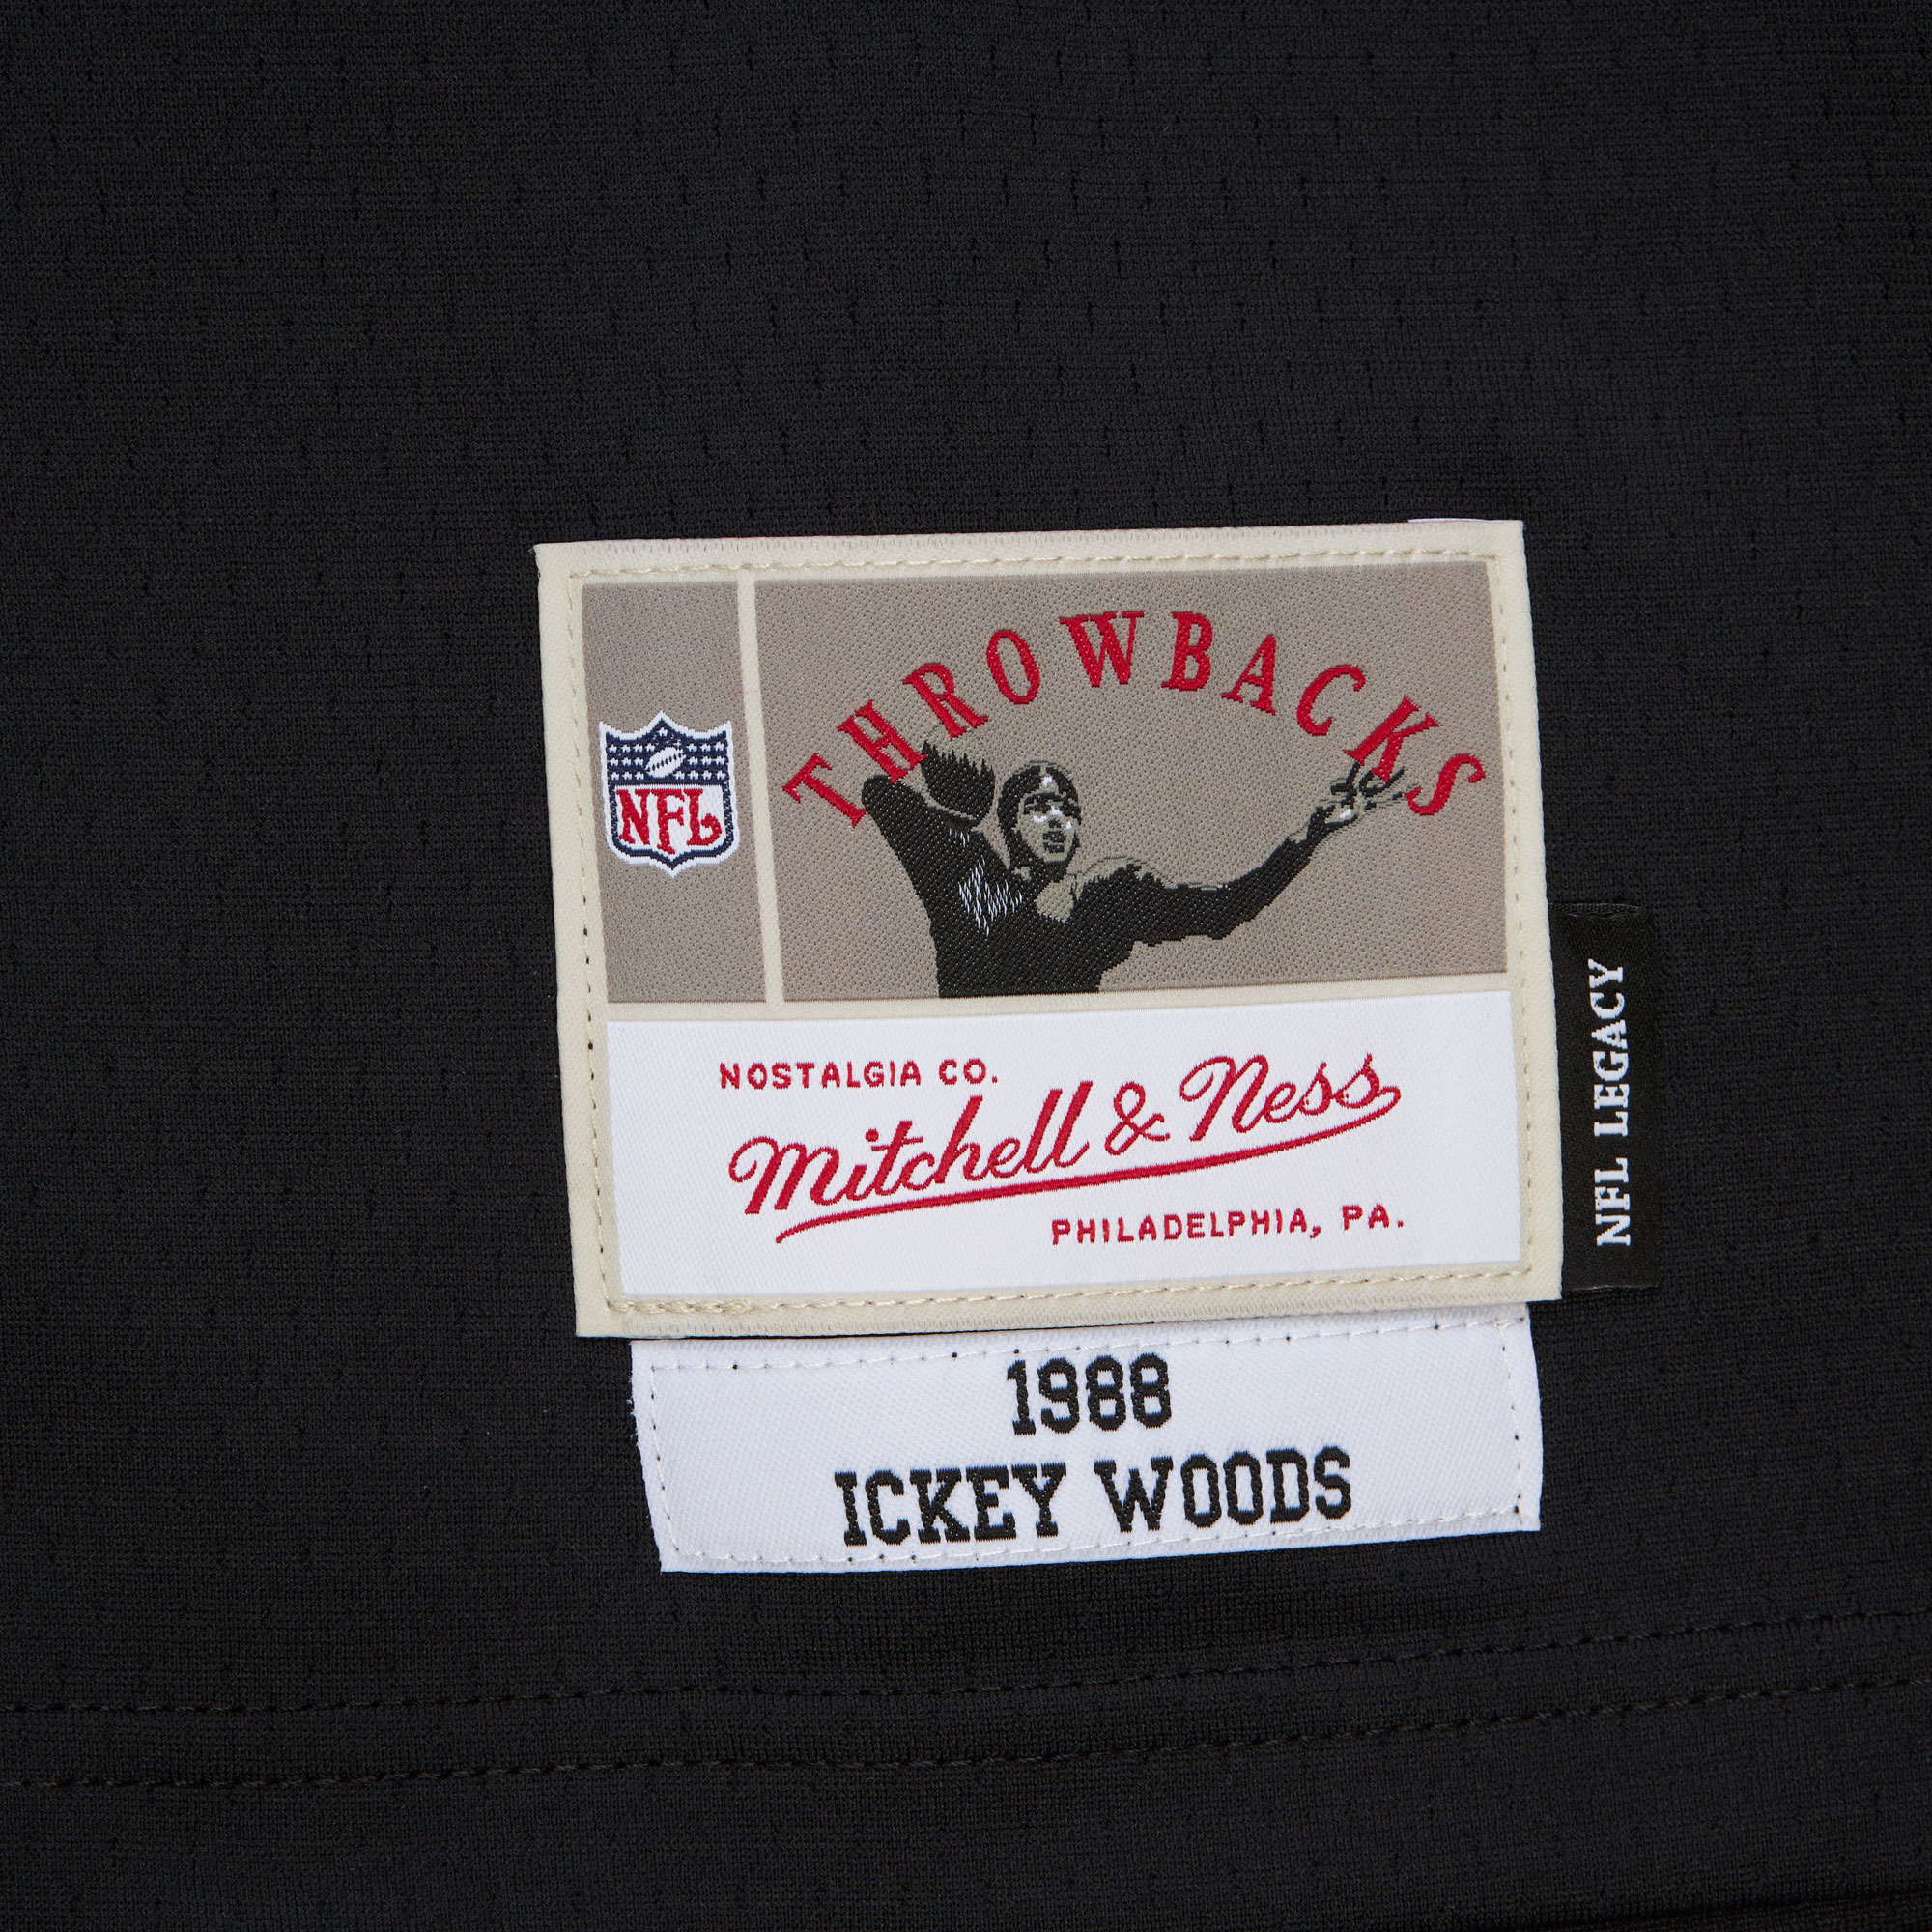 THROWBACKS
NFL
NOSTALGIA CO.
Mitchell & Ness
PHILADELPHIA, PA.
NFL LEGACY
1988
ICKEY WOODS